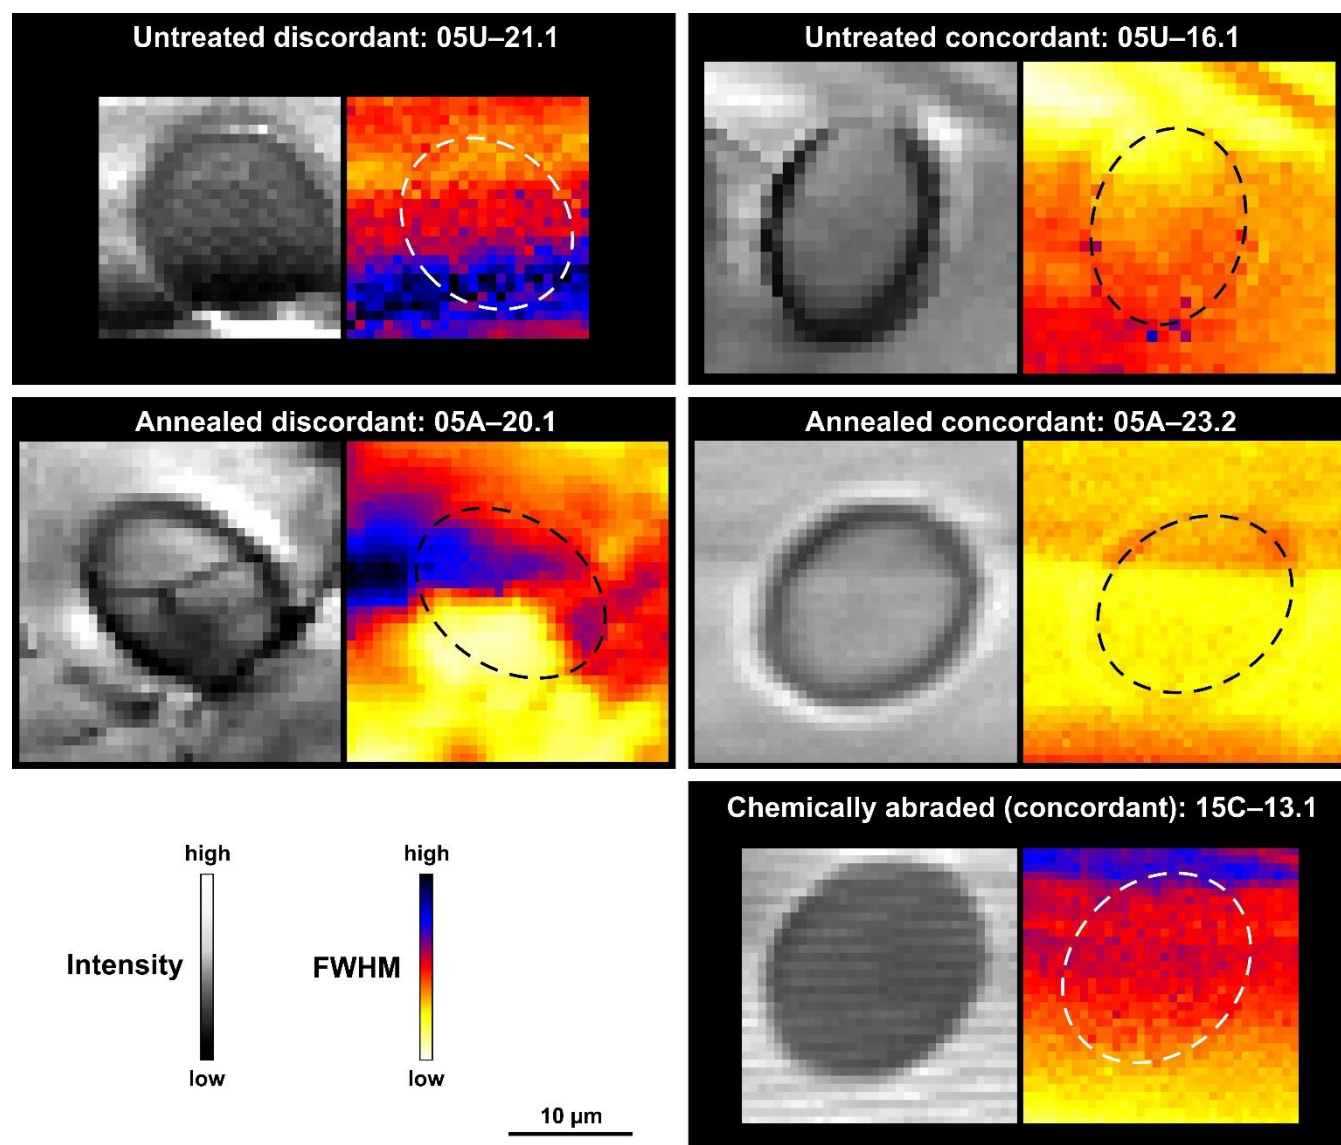 Untreated discordant: 05U–21.1
Untreated concordant: 05U–16.1
Annealed discordant: 05A–20.1
Annealed concordant: 05A–23.2
Chemically abraded (concordant): 15C–13.1
high
high
Intensity
FWHM
low
low
10 µm